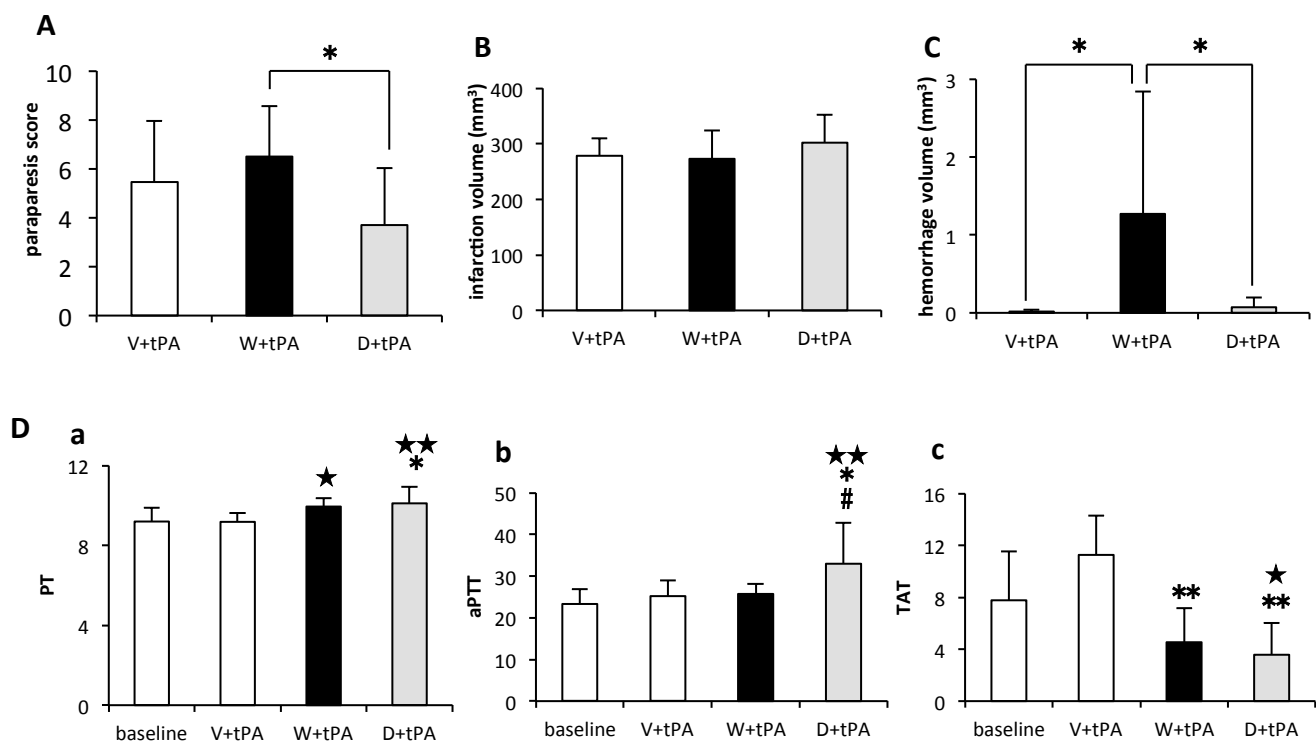 A
*
paraparesis score
10
8
6
4
2
0
V+tPA W+tPA D+tPA
B
infarction volume (mm³)
400
300
200
100
0
V+tPA W+tPA D+tPA
C
* *
hemorrhage volume (mm³)
3
2
1
0
V+tPA W+tPA D+tPA
D
a
PT
12
8
4
0
★
★★
*
baseline V+tPA W+tPA D+tPA
b
aPTT
50
40
30
20
10
0
★★
*
#
baseline V+tPA W+tPA D+tPA
c
TAT
16
12
8
4
0
**
★
**
baseline V+tPA W+tPA D+tPA